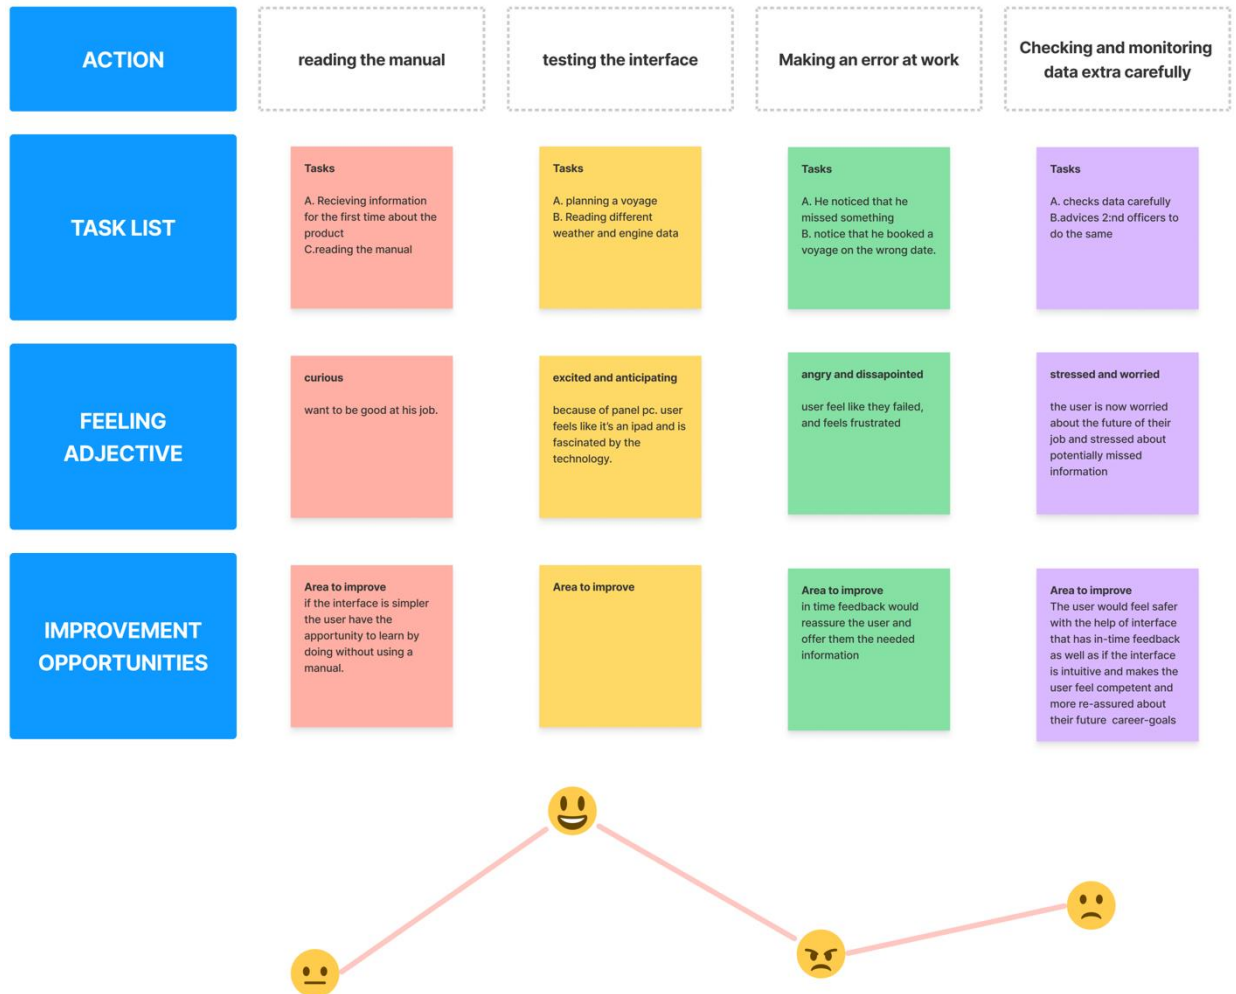 ACTION
reading the manual
testing the interface
Making an error at work
Checking and monitoring
data extra carefully
TASK LIST
Tasks
A. Recieving information
for the first time about the
product
C.reading the manual
Tasks
A. planning a voyage
B. Reading different
weather and engine data
Tasks
A. He noticed that he
missed something
B. notice that he booked a
voyage on the wrong date.
Tasks
A. checks data carefully
B.advices 2:nd officers to
do the same
FEELING
ADJECTIVE
curious
want to be good at his job.
excited and anticipating
because of panel pc. user
feels like it's an ipad and is
fascinated by the
technology.
angry and dissapointed
user feel like they failed,
and feels frustrated
stressed and worried
the user is now worried
about the future of their
job and stressed about
potentially missed
information
IMPROVEMENT
OPPORTUNITIES
Area to improve
if the interface is simpler
the user have the
apportunity to learn by
doing without using a
manual.
Area to improve
Area to improve
in time feedback would
reassure the user and
offer them the needed
information
Area to improve
The user would feel safer
with the help of interface
that has in-time feedback
as well as if the interface
is intuitive and makes the
user feel competent and
more re-assured about
their future career-goals